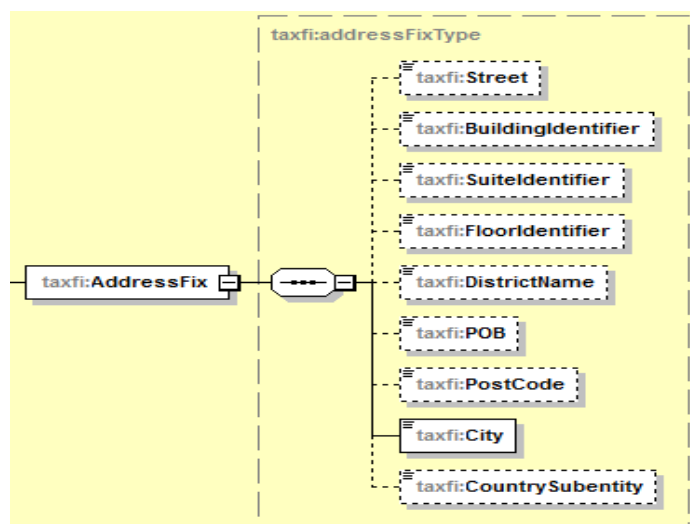 taxfi:addressFixType
taxfi:Street
taxfi:BuildingIdentifier
taxfi:SuiteIdentifier
taxfi:FloorIdentifier
taxfi:AddressFix
taxfi:DistrictName
taxfi:POB
taxfi:PostCode
taxfi:City
taxfi:CountrySubentity